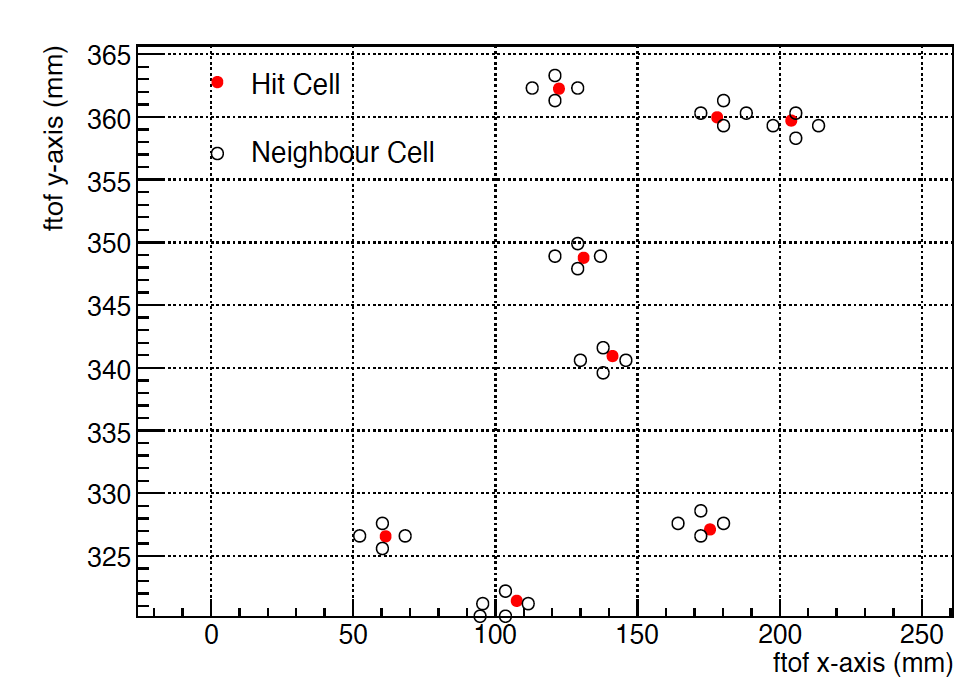 ftof y-axis (mm)
365
360
355
350
345
340
335
330
325
Hit Cell
Neighbour Cell
0 50 100 150 200 250
ftof x-axis (mm)